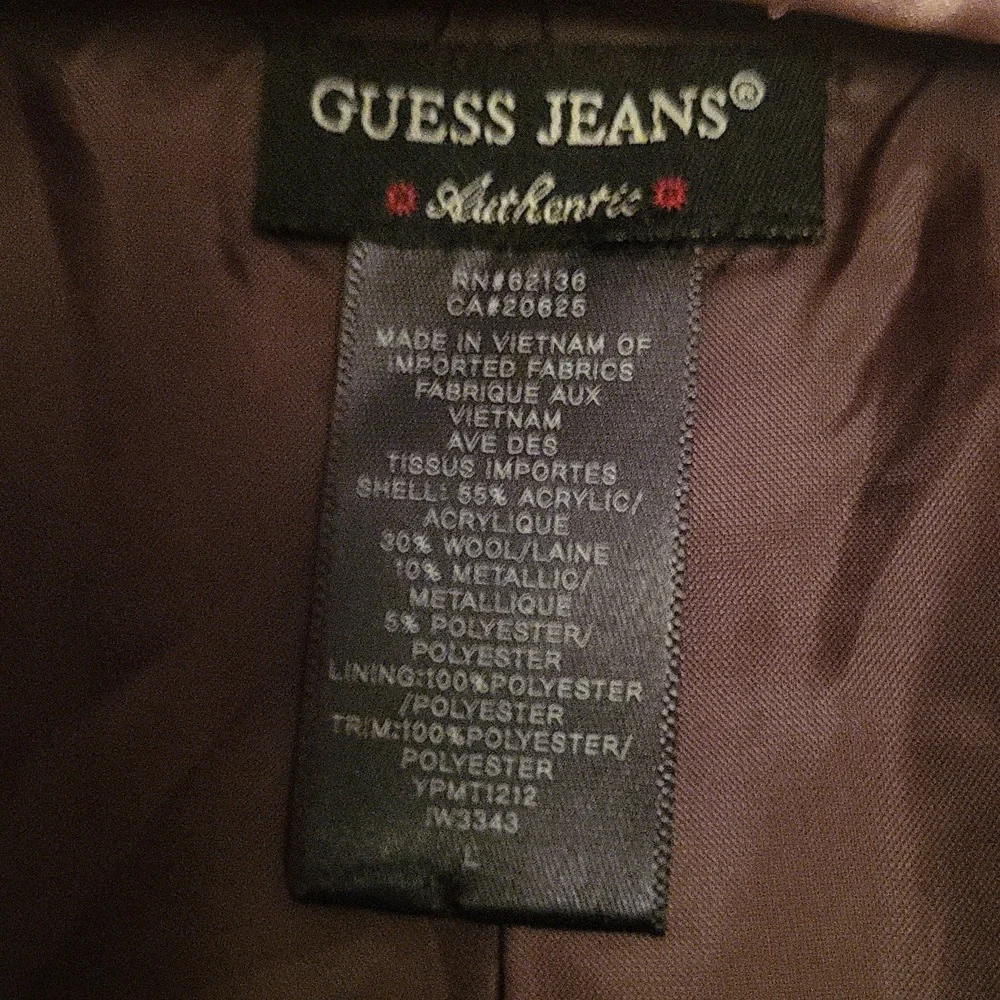 GUESS JEANS®
Authentic
RN#62136
CA#20625
MADE IN VIETNAM OF
IMPORTED FABRICS
FABRIQUE AUX
VIETNAM
AVE DES
TISSUS IMPORTES
SHELL: 55% ACRYLIC/
ACRYLIQUE
30% WOOL/LAINE
10% METALLIC/
METALLIQUE
5% POLYESTER/
POLYESTER
LINING:100%POLYESTER
/POLYESTER
TRIM:100%POLYESTER/
POLYESTER
YPMT1212
IW3343
L